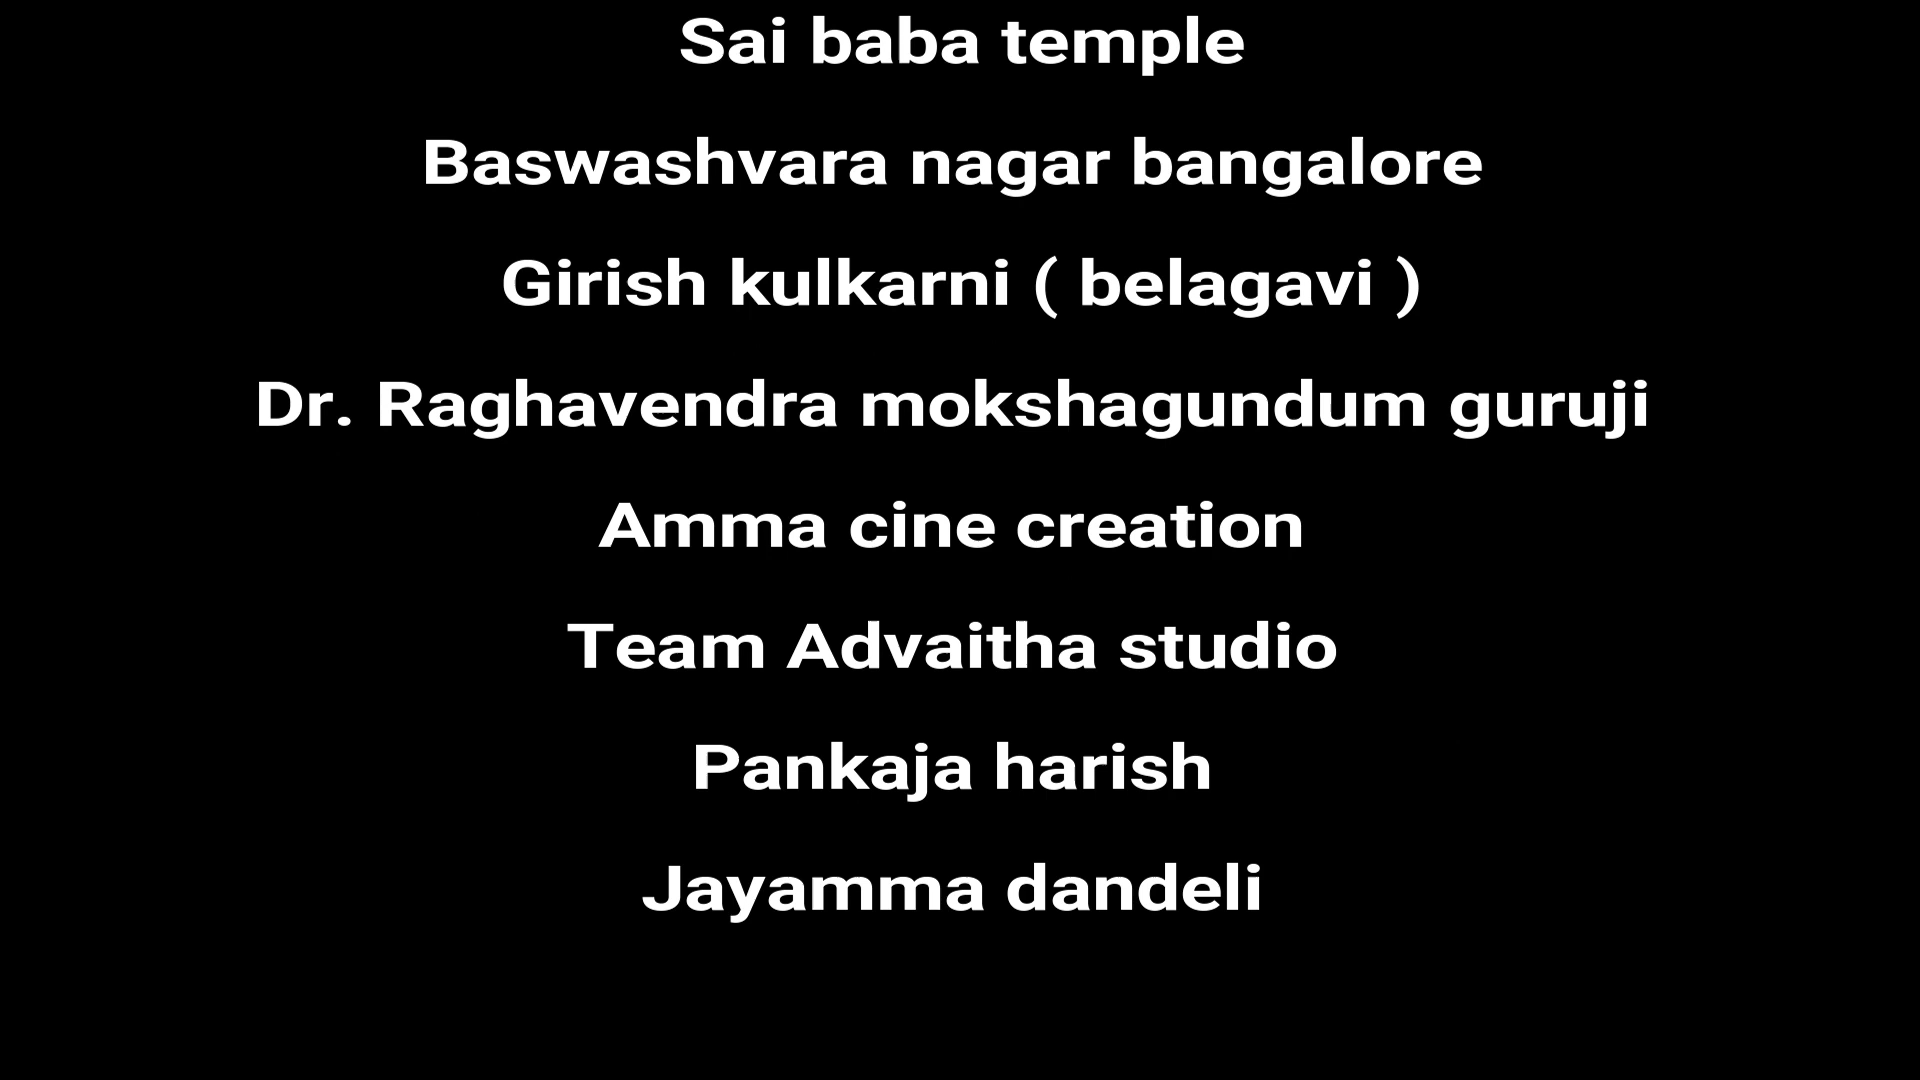 Sai baba temple
Baswashvara nagar bangalore
Girish kulkarni ( belagavi )
Dr. Raghavendra mokshagundum guruji
Amma cine creation
Team Advaitha studio
Pankaja harish
Jayamma dandeli